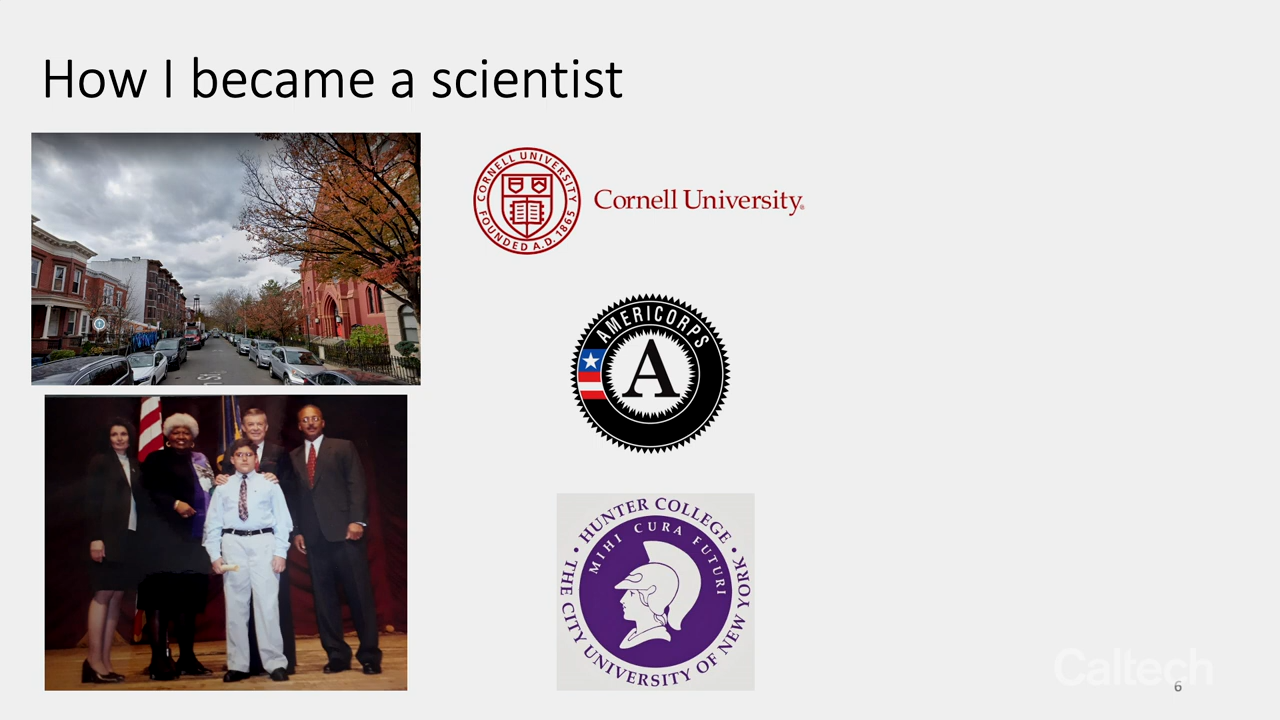 How I became a scientist
CORNELL UNIVERSITY
FOUNDED A.D. 1865
Cornell University®
AMERICORPS
A
HUNTER COLLEGE
MIHI CURA FUTURI
THE CITY UNIVERSITY OF NEW YORK
Caltech
6